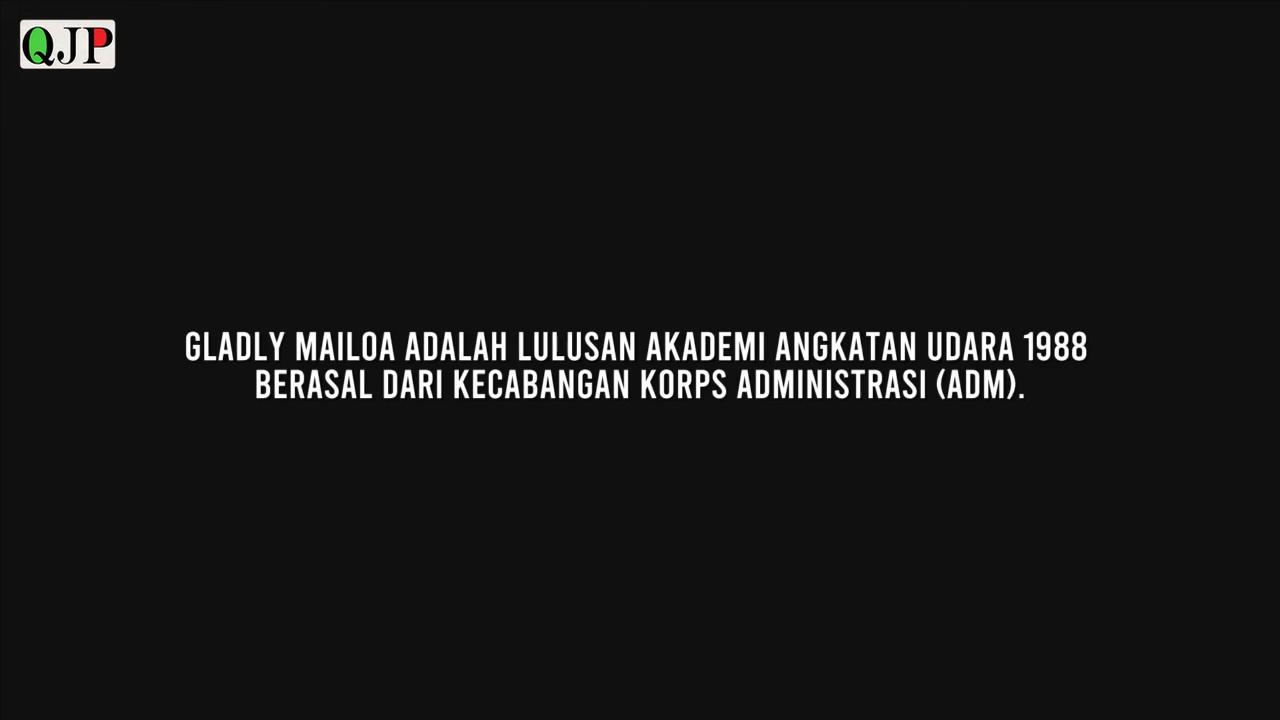 QJP
GLADLY MAILOA ADALAH LULUSAN AKADEMI ANGKATAN UDARA 1988
BERASAL DARI KECABANGAN KORPS ADMINISTRASI (ADM).